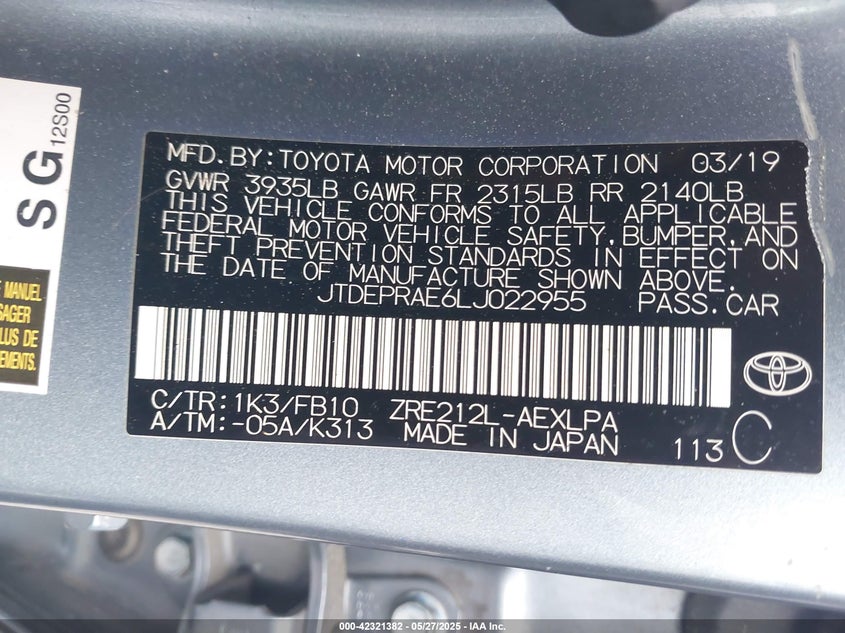 SG
12S00
MANUEL
SAGER
LUS DE
EMENTS.
MFD.BY:TOYOTA MOTOR CORPORATION 03/19
GVWR 3935LB GAWR FR 2315LB RR 2140LB
THIS VEHICLE CONFORMS TO ALL APPLICABLE
FEDERAL MOTOR VEHICLE SAFETY,BUMPER,AND
THEFT PREVENTION STANDARDS IN EFFECT ON
THE DATE OF MANUFACTURE SHOWN ABOVE.
JTDEPRAE6LJ022955 PASS.CAR
C/TR:1K3/FB10 ZRE212L-AEXLPA
A/TM:-05A/K313 MADE IN JAPAN 113 C
000-42321382 - 05/27/2025 - IAA Inc.